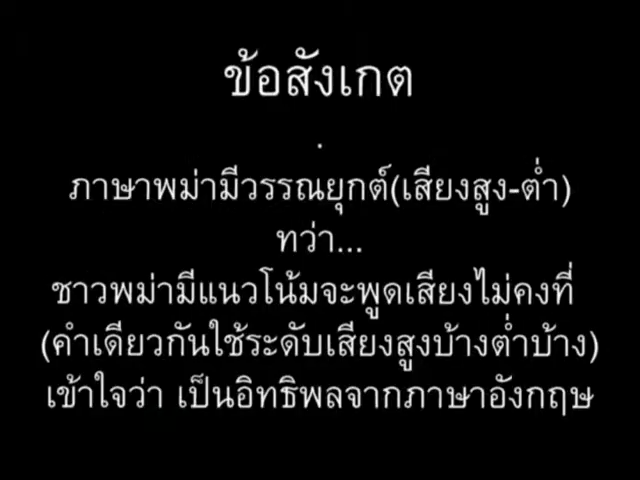 ข้อสังเกต
.
ภาษาพม่ามีวรรณยุกต์(เสียงสูง-ต่ำ)
ทว่า...
ชาวพม่ามีแนวโน้มจะพูดเสียงไม่คงที่
(คำเดียวกันใช้ระดับเสียงสูงบ้างต่ำบ้าง)
เข้าใจว่า เป็นอิทธิพลจากภาษาอังกฤษ